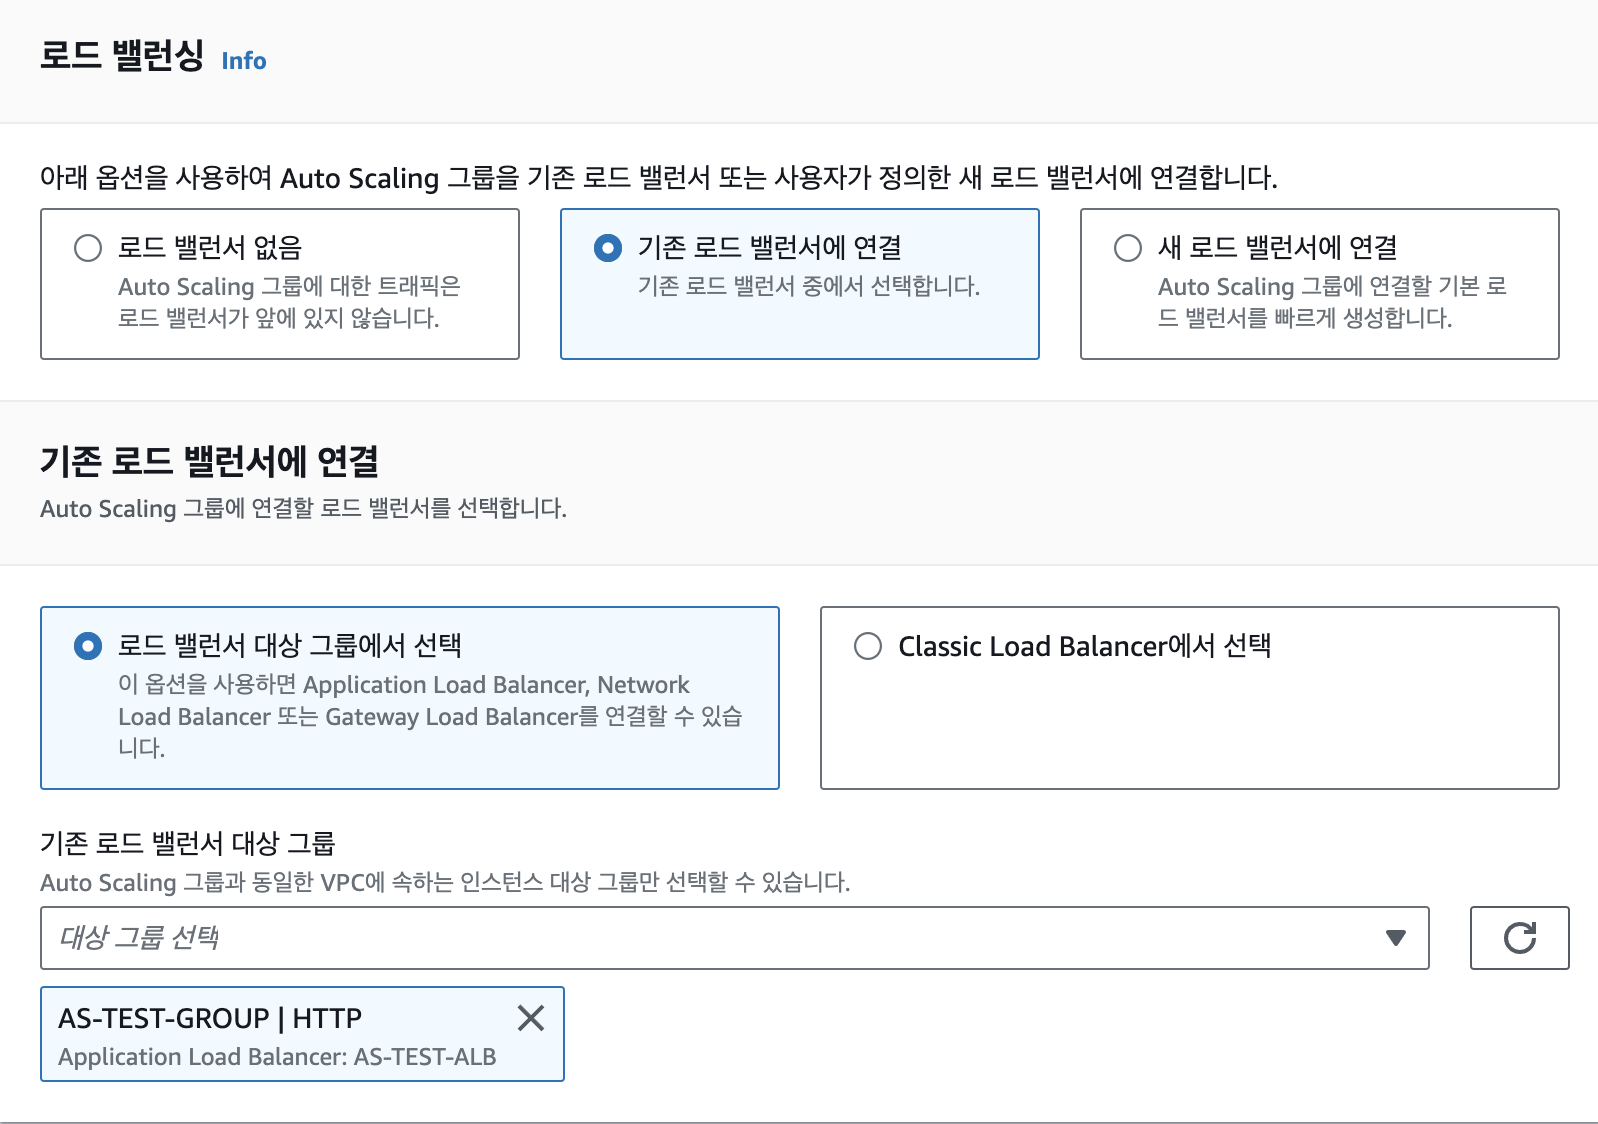 로드 밸런싱 Info
아래 옵션을 사용하여 Auto Scaling 그룹을 기존 로드 밸런서 또는 사용자가 정의한 새 로드 밸런서에 연결합니다.
로드 밸런서 없음
Auto Scaling 그룹에 대한 트래픽은
로드 밸런서가 앞에 있지 않습니다.
기존 로드 밸런서에 연결
기존 로드 밸런서 중에서 선택합니다.
새 로드 밸런서에 연결
Auto Scaling 그룹에 연결할 기본 로
드 밸런서를 빠르게 생성합니다.
기존 로드 밸런서에 연결
Auto Scaling 그룹에 연결할 로드 밸런서를 선택합니다.
로드 밸런서 대상 그룹에서 선택
이 옵션을 사용하면 Application Load Balancer, Network
Load Balancer 또는 Gateway Load Balancer를 연결할 수 있습
니다.
Classic Load Balancer에서 선택
기존 로드 밸런서 대상 그룹
Auto Scaling 그룹과 동일한 VPC에 속하는 인스턴스 대상 그룹만 선택할 수 있습니다.
대상 그룹 선택
AS-TEST-GROUP | HTTP
Application Load Balancer: AS-TEST-ALB